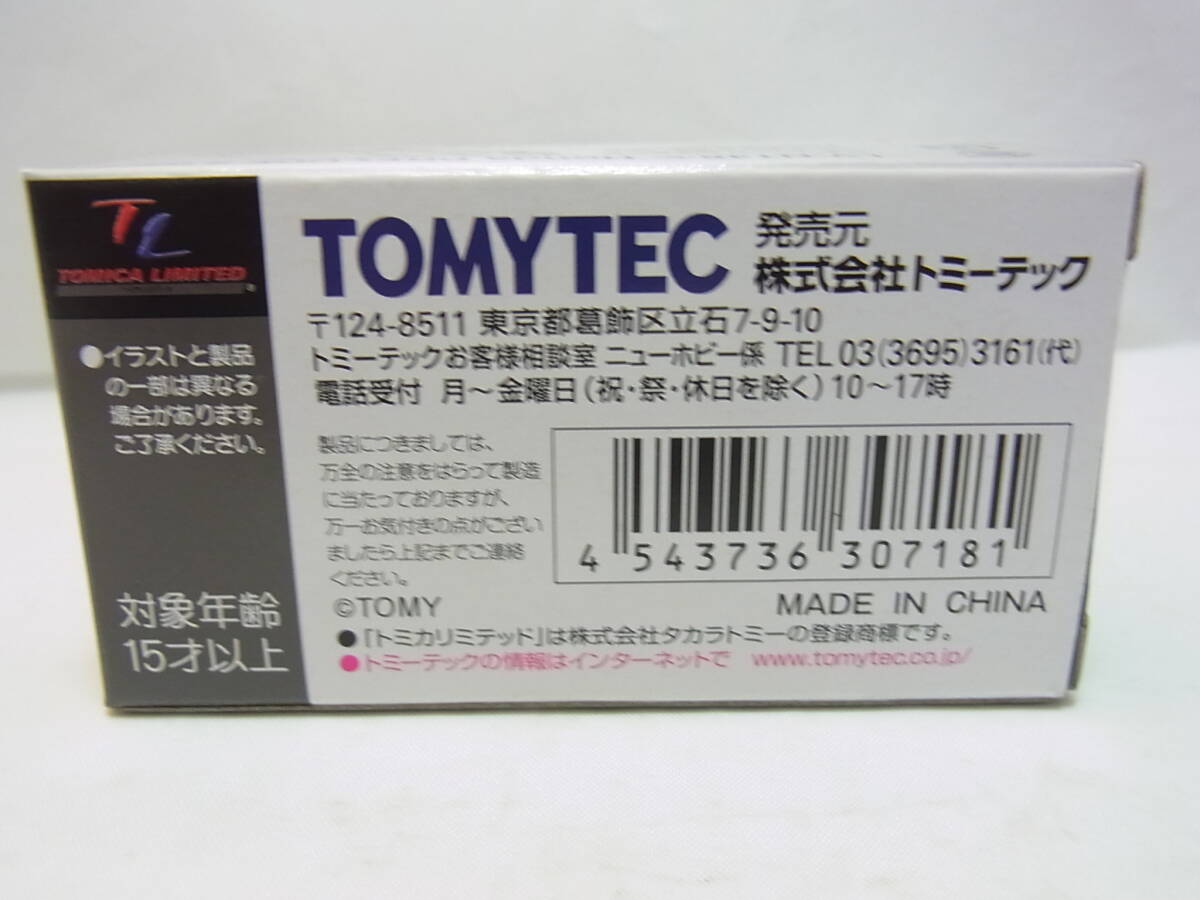 TL
TOMICA LIMITED
●イラストと製品
の一部は異なる
場合があります。
ご了承ください。
対象年齢
15才以上
TOMYTEC
発売元
株式会社トミーテック
〒124-8511 東京都葛飾区立石7-9-10
トミーテックお客様相談室 ニューホビー係 TEL 03(3695)3161(代)
電話受付 月〜金曜日(祝・祭・休日を除く)10〜17時
製品につきましては、
万全の注意をはらって製造
に当たっておりますが、
万一お気付きの点がござい
ましたら上記までご連絡
ください。
4 543736 307181
©TOMY
MADE IN CHINA
●「トミカリミテッド」は株式会社タカラトミーの登録商標です。
●トミーテックの情報はインターネットで www.tomytec.co.jp/